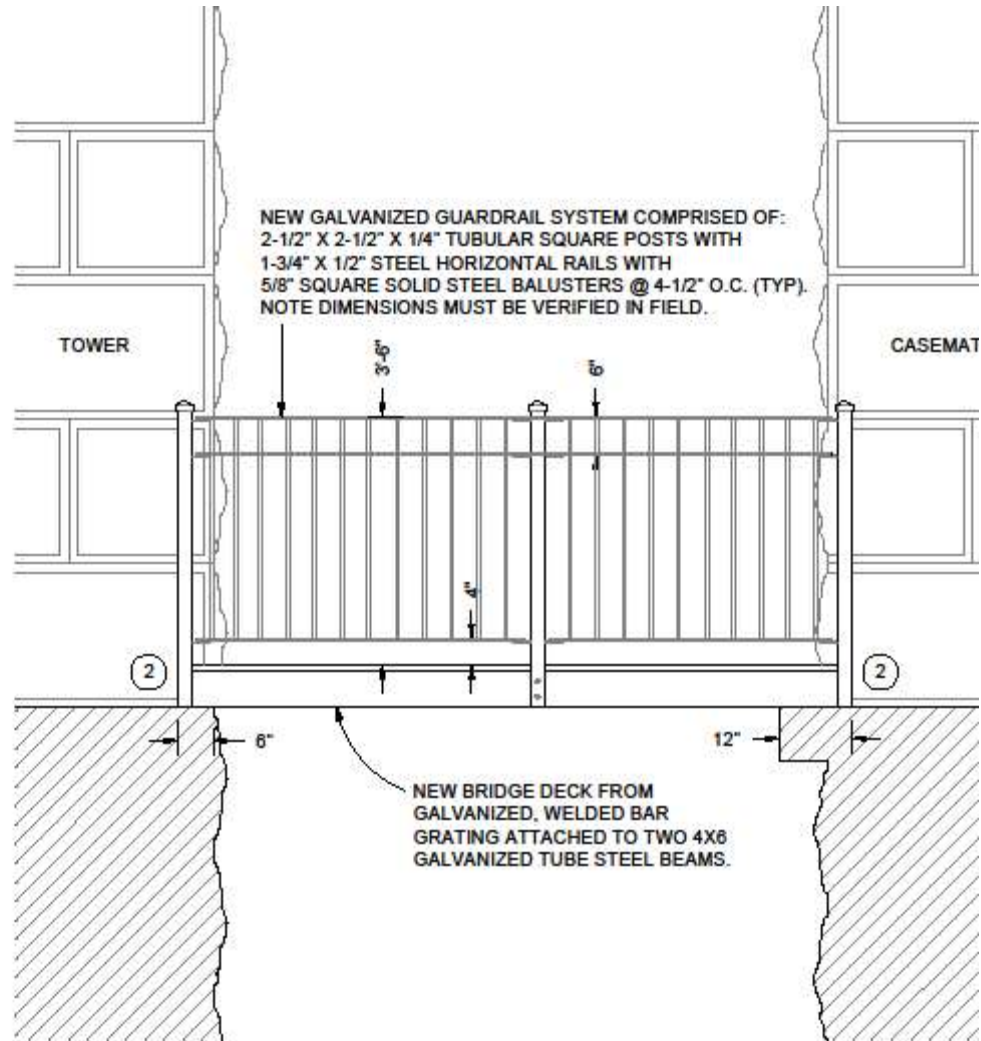 NEW GALVANIZED GUARDRAIL SYSTEM COMPRISED OF:
2-1/2" X 2-1/2" X 1/4" TUBULAR SQUARE POSTS WITH
1-3/4" X 1/2" STEEL HORIZONTAL RAILS WITH
5/8" SQUARE SOLID STEEL BALUSTERS @ 4-1/2" O.C. (TYP).
NOTE DIMENSIONS MUST BE VERIFIED IN FIELD.
TOWER
CASEMAT
3'-6"
6"
4"
2
2
6"
12"
NEW BRIDGE DECK FROM
GALVANIZED, WELDED BAR
GRATING ATTACHED TO TWO 4X6
GALVANIZED TUBE STEEL BEAMS.